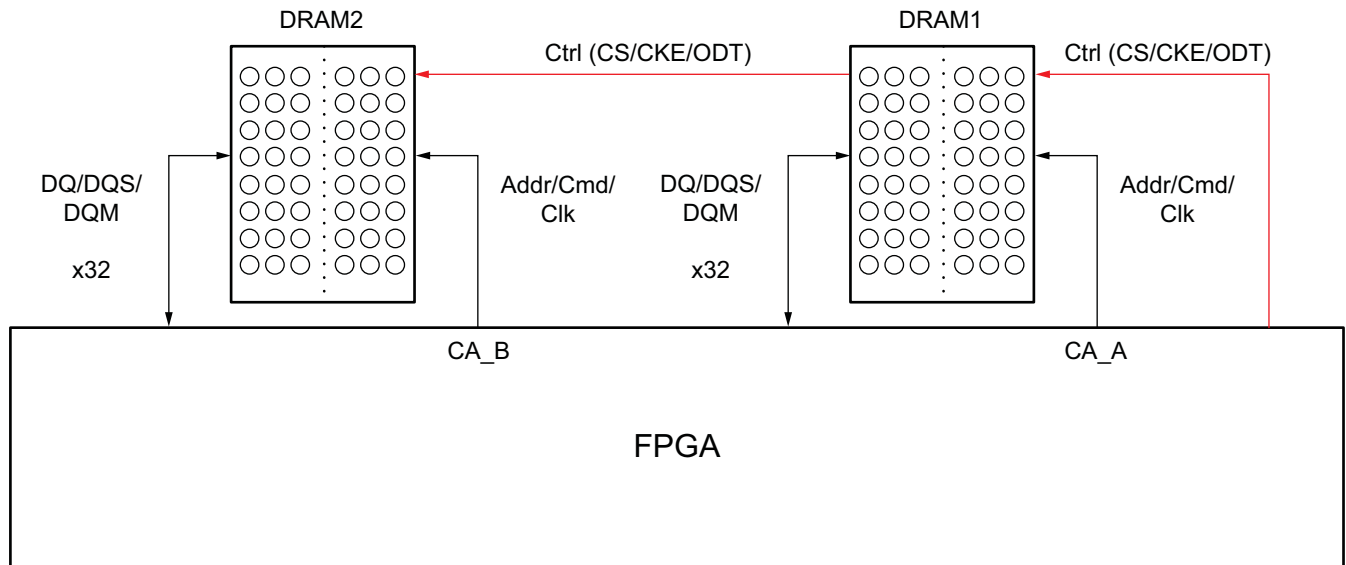 DRAM2
DRAM1
Ctrl (CS/CKE/ODT)
Ctrl (CS/CKE/ODT)
DQ/DQS/
DQM
x32
Addr/Cmd/
Clk
DQ/DQS/
DQM
x32
Addr/Cmd/
Clk
CA_B
CA_A
FPGA